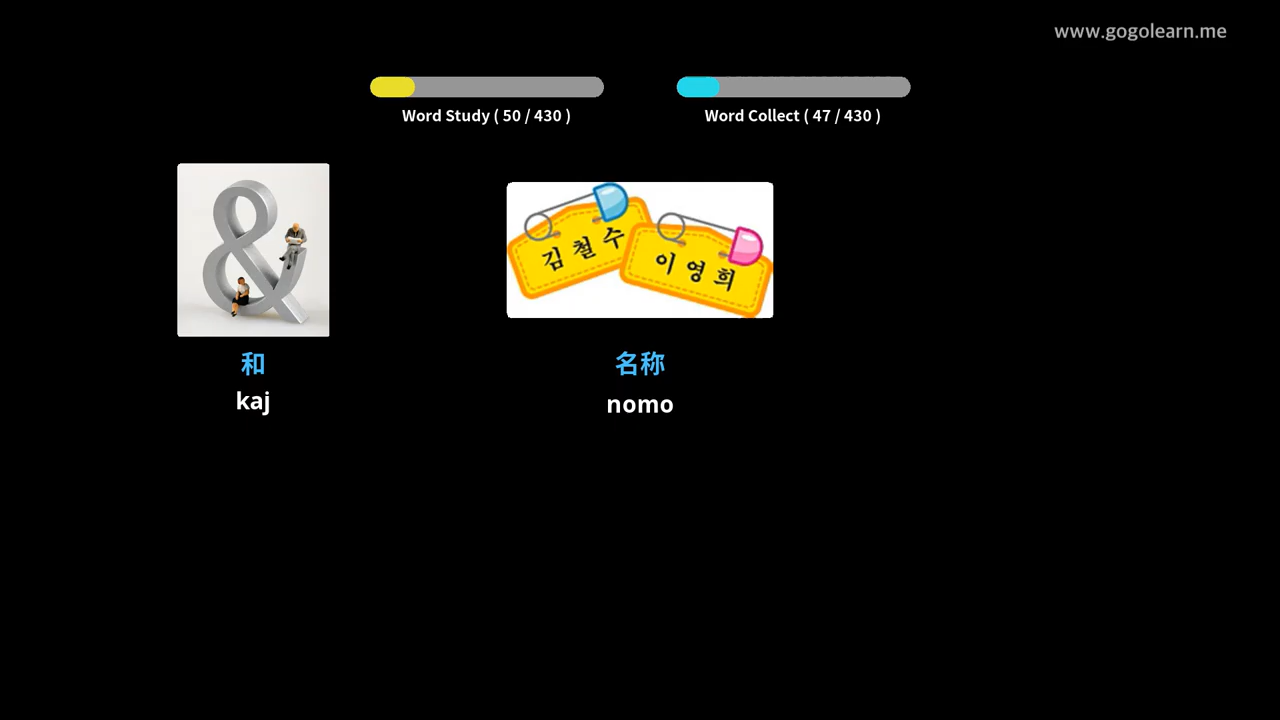 www.gogolearn.me
Word Study ( 50 / 430 )
Word Collect ( 47 / 430 )
&
김철수
이영희
和
kaj
名称
nomo